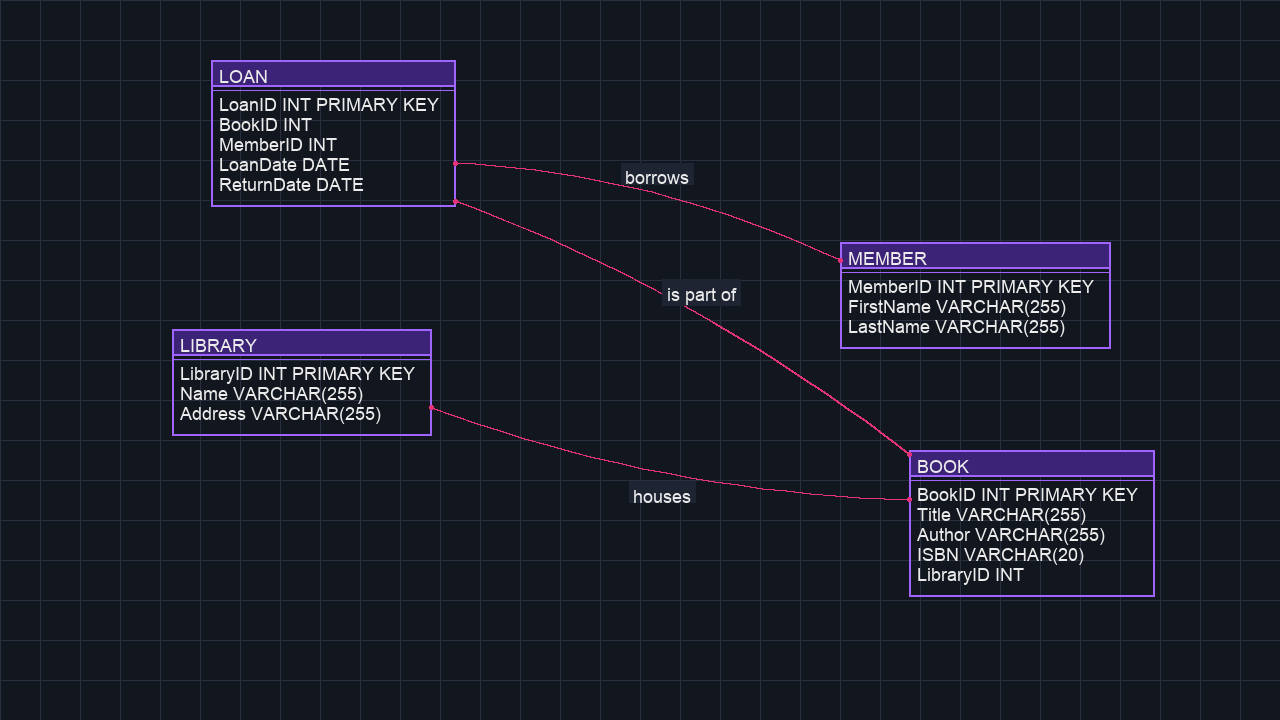 LOAN
LoanID INT PRIMARY KEY
BookID INT
MemberID INT
LoanDate DATE
ReturnDate DATE
borrows
MEMBER
MemberID INT PRIMARY KEY
FirstName VARCHAR(255)
LastName VARCHAR(255)
is part of
LIBRARY
LibraryID INT PRIMARY KEY
Name VARCHAR(255)
Address VARCHAR(255)
houses
BOOK
BookID INT PRIMARY KEY
Title VARCHAR(255)
Author VARCHAR(255)
ISBN VARCHAR(20)
LibraryID INT